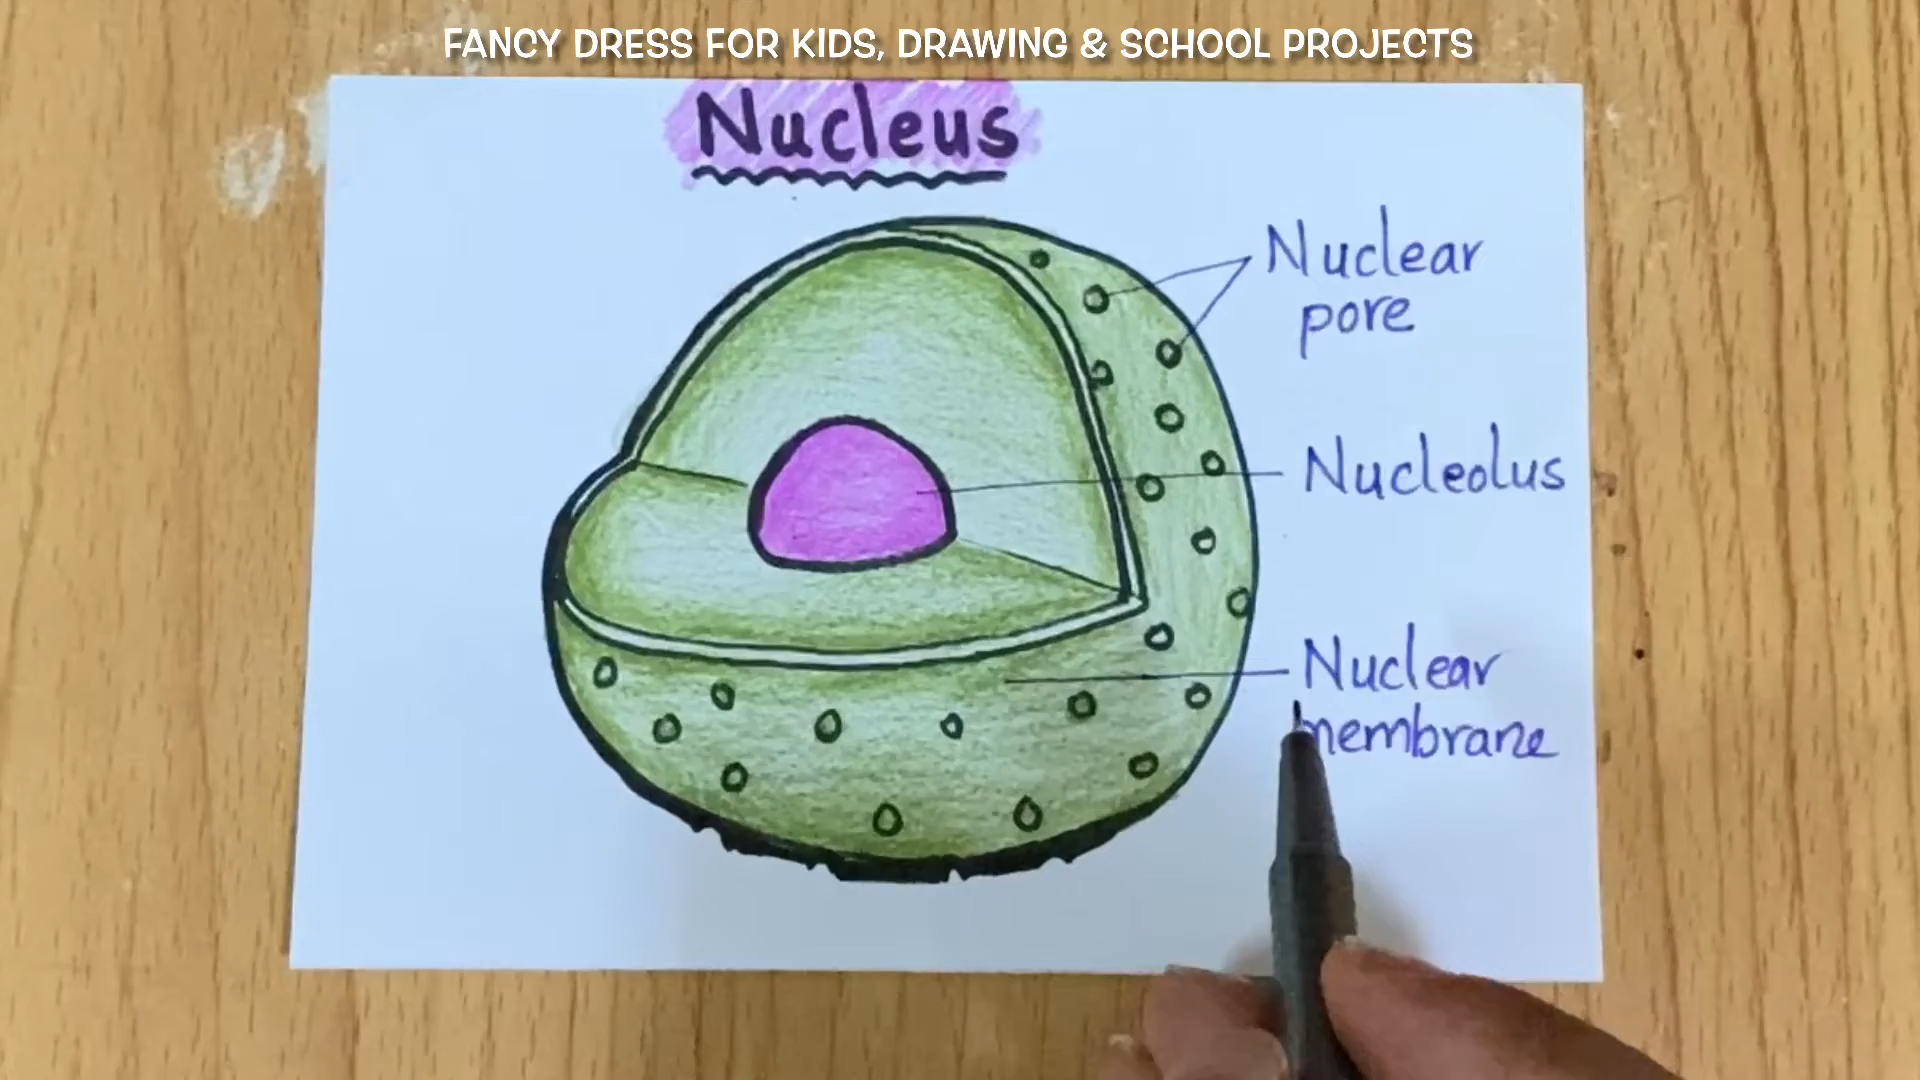 FANCY DRESS FOR KIDS, DRAWING & SCHOOL PROJECTS
Nucleus
Nuclear
pore
Nucleolus
Nuclear
membrane